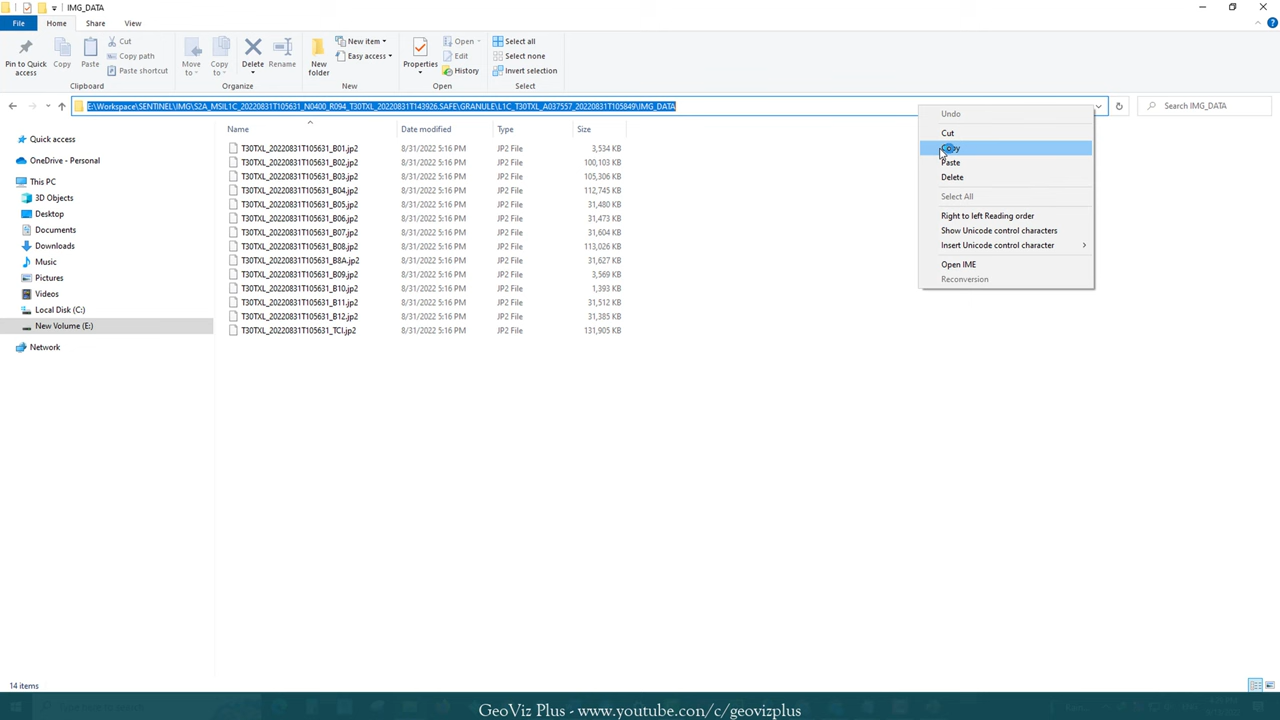 IMG_DATA
File Home Share View
Pin to Quick access
Copy
Paste
Cut
Copy path
Paste shortcut
Clipboard
Move to
Copy to
Delete
Rename
Organize
New folder
New item
Easy access
New
Properties
Open
Edit
History
Open
Select all
Select none
Invert selection
Select
E:\Workspace\SENTINEL\IMG\S2A_MSIL1C_20220831T105631_N0400_R094_T30TXL_20220831T143926.SAFE\GRANULE\L1C_T30TXL_A037557_20220831T105849\IMG_DATA
Search IMG_DATA
Quick access
OneDrive - Personal
This PC
3D Objects
Desktop
Documents
Downloads
Music
Pictures
Videos
Local Disk (C:)
New Volume (E:)
Network
Name Date modified Type Size
T30TXL_20220831T105631_B01.jp2 8/31/2022 5:16 PM JP2 File 3,534 KB
T30TXL_20220831T105631_B02.jp2 8/31/2022 5:16 PM JP2 File 100,103 KB
T30TXL_20220831T105631_B03.jp2 8/31/2022 5:16 PM JP2 File 105,306 KB
T30TXL_20220831T105631_B04.jp2 8/31/2022 5:16 PM JP2 File 112,745 KB
T30TXL_20220831T105631_B05.jp2 8/31/2022 5:16 PM JP2 File 31,480 KB
T30TXL_20220831T105631_B06.jp2 8/31/2022 5:16 PM JP2 File 31,473 KB
T30TXL_20220831T105631_B07.jp2 8/31/2022 5:16 PM JP2 File 31,604 KB
T30TXL_20220831T105631_B08.jp2 8/31/2022 5:16 PM JP2 File 113,026 KB
T30TXL_20220831T105631_B8A.jp2 8/31/2022 5:16 PM JP2 File 31,627 KB
T30TXL_20220831T105631_B09.jp2 8/31/2022 5:16 PM JP2 File 3,569 KB
T30TXL_20220831T105631_B10.jp2 8/31/2022 5:16 PM JP2 File 1,393 KB
T30TXL_20220831T105631_B11.jp2 8/31/2022 5:16 PM JP2 File 31,512 KB
T30TXL_20220831T105631_B12.jp2 8/31/2022 5:16 PM JP2 File 31,385 KB
T30TXL_20220831T105631_TCI.jp2 8/31/2022 5:16 PM JP2 File 131,905 KB
Undo
Cut
Copy
Paste
Delete
Select All
Right to left Reading order
Show Unicode control characters
Insert Unicode control character
Open IME
Reconversion
14 items
GeoViz Plus - www.youtube.com/c/geovizplus